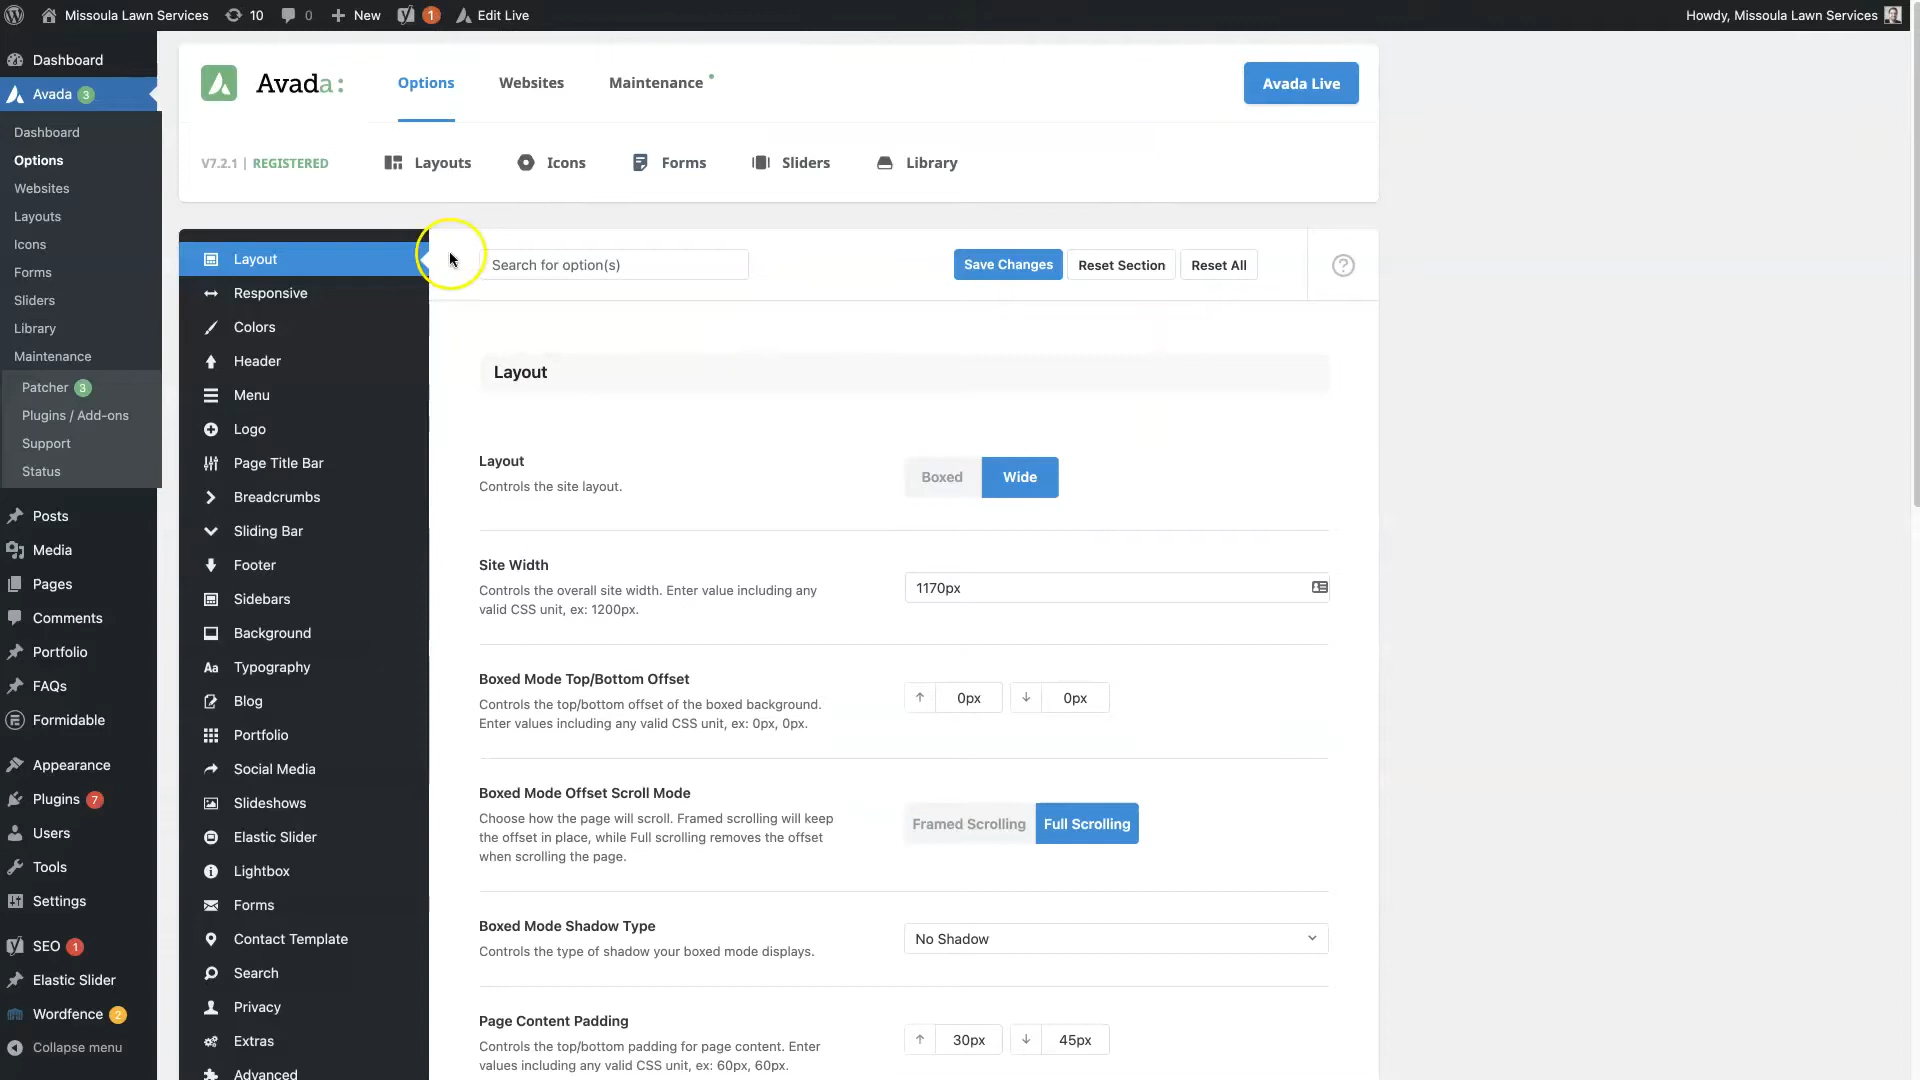 Missoula Lawn Services
10
0
New
1
Edit Live
Howdy, Missoula Lawn Services
Dashboard
Avada 3
Dashboard
Options
Websites
Layouts
Icons
Forms
Sliders
Library
Maintenance
Patcher 3
Plugins / Add-ons
Support
Status
Posts
Media
Pages
Comments
Portfolio
FAQs
Formidable
Appearance
Plugins 7
Users
Tools
Settings
SEO 1
Elastic Slider
Wordfence 2
Collapse menu
Avada:
Options
Websites
Maintenance
Avada Live
V7.2.1 | REGISTERED
Layouts
Icons
Forms
Sliders
Library
Layout
Responsive
Colors
Header
Menu
Logo
Page Title Bar
Breadcrumbs
Sliding Bar
Footer
Sidebars
Background
Aa Typography
Blog
Portfolio
Social Media
Slideshows
Elastic Slider
Lightbox
Forms
Contact Template
Search
Privacy
Extras
Advanced
Search for option(s)
Save Changes
Reset Section
Reset All
Layout
Layout
Controls the site layout.
Boxed
Wide
Site Width
Controls the overall site width. Enter value including any
valid CSS unit, ex: 1200px.
1170px
Boxed Mode Top/Bottom Offset
Controls the top/bottom offset of the boxed background.
Enter values including any valid CSS unit, ex: 0px, 0px.
0px
0px
Boxed Mode Offset Scroll Mode
Choose how the page will scroll. Framed scrolling will keep
the offset in place, while Full scrolling removes the offset
when scrolling the page.
Framed Scrolling
Full Scrolling
Boxed Mode Shadow Type
Controls the type of shadow your boxed mode displays.
No Shadow
Page Content Padding
Controls the top/bottom padding for page content. Enter
values including any valid CSS unit, ex: 60px, 60px.
30px
45px